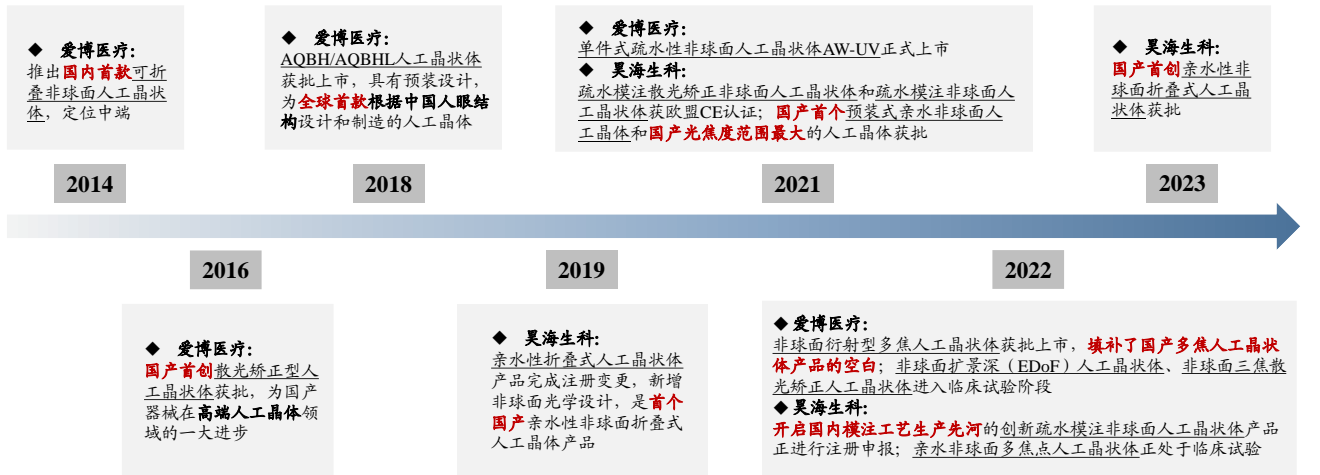 ◆ 爱博医疗：
推出国内首款可折
叠非球面人工晶状
体，定位中端
◆ 爱博医疗：
AQBH/AQBHL人工晶状体
获批上市，具有预装设计，
为全球首款根据中国人眼结
构设计和制造的人工晶体
◆ 爱博医疗：
单件式疏水性非球面人工晶状体AW-UV正式上市
◆ 昊海生科：
疏水模注散光矫正非球面人工晶状体和疏水模注非球面人
工晶状体获欧盟CE认证；国产首个预装式亲水非球面人
工晶体和国产光焦度范围最大的人工晶体获批
◆ 昊海生科：
国产首创亲水性非
球面折叠式人工晶
状体获批
2014
2018
2021
2023
2016
2019
2022
◆ 爱博医疗：
国产首创散光矫正型人
工晶状体获批，为国产
器械在高端人工晶体领
域的一大进步
◆ 昊海生科：
亲水性折叠式人工晶状体
产品完成注册变更，新增
非球面光学设计，是首个
国产亲水性非球面折叠式
人工晶体产品
◆ 爱博医疗：
非球面衍射型多焦人工晶状体获批上市，填补了国产多焦人工晶状
体产品的空白；非球面扩景深（EDoF）人工晶状体、非球面三焦散
光矫正人工晶状体进入临床试验阶段
◆ 昊海生科：
开启国内模注工艺生产先河的创新疏水模注非球面人工晶状体产品
正进行注册申报；亲水非球面多焦点人工晶状体正处于临床试验